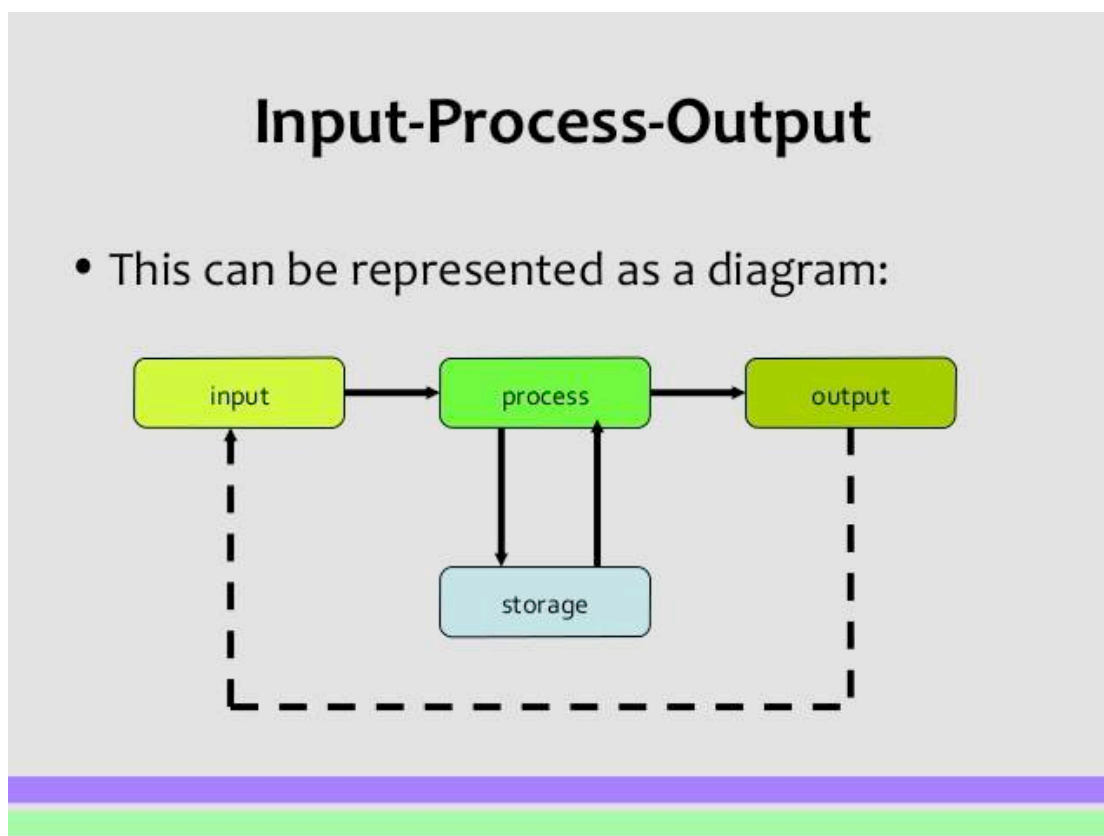 Input-Process-Output
• This can be represented as a diagram:
input
process
output
storage